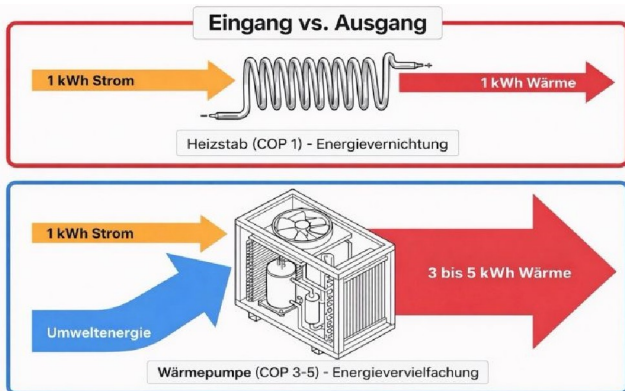 Eingang vs. Ausgang
1 kWh Strom
1 kWh Wärme
Heizstab (COP 1) - Energievernichtung
1 kWh Strom
3 bis 5 kWh Wärme
Umweltenergie
Wärmepumpe (COP 3-5) - Energievervielfachung